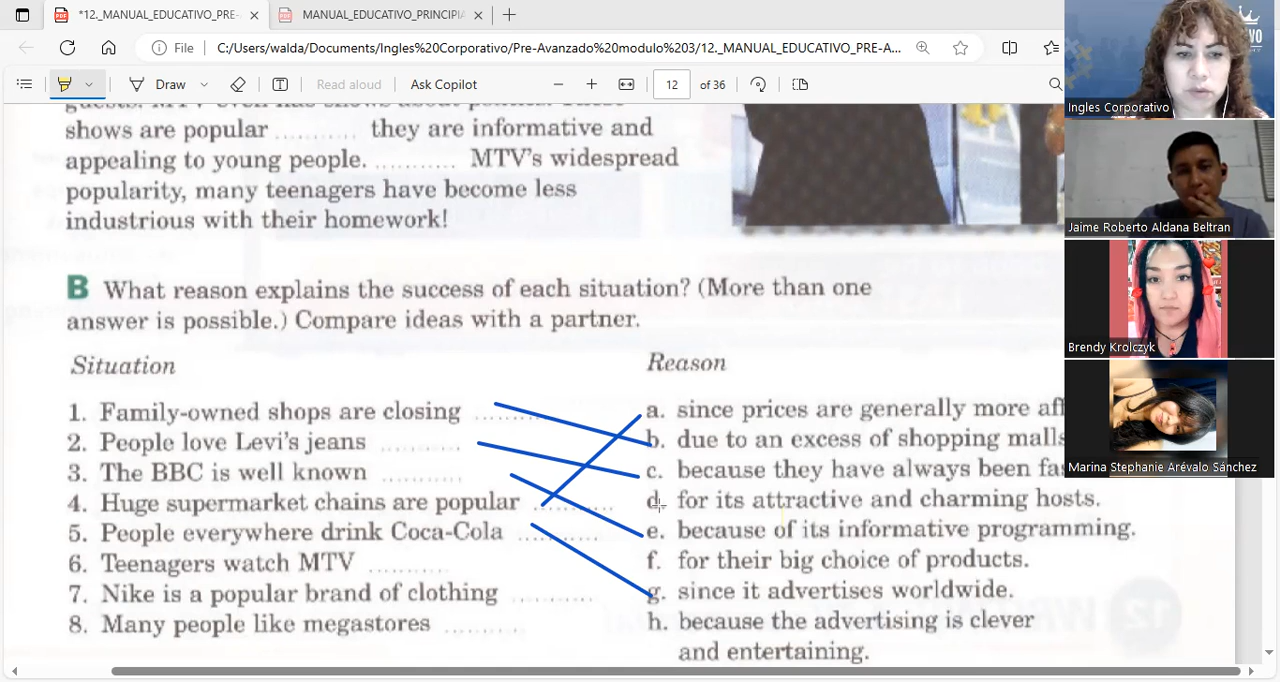 *12._MANUAL_EDUCATIVO_PRE-
MANUAL_EDUCATIVO_PRINCIPIA
File
C:/Users/walda/Documents/Ingles%20Corporativo/Pre-Avanzado%20modulo%203/12._MANUAL_EDUCATIVO_PRE-A...
Draw
Read aloud
Ask Copilot
12 of 36
guests. MTV even has shows about
shows are popular .......... they are informative and
appealing to young people. .......... MTV's widespread
popularity, many teenagers have become less
industrious with their homework!
B What reason explains the success of each situation? (More than one
answer is possible.) Compare ideas with a partner.
Situation
1. Family-owned shops are closing ..........
2. People love Levi's jeans ..........
3. The BBC is well known ..........
4. Huge supermarket chains are popular ..........
5. People everywhere drink Coca-Cola ..........
6. Teenagers watch MTV ..........
7. Nike is a popular brand of clothing ..........
8. Many people like megastores ..........
Reason
a. since prices are generally more aff
b. due to an excess of shopping malls
c. because they have always been fas
d. for its attractive and charming hosts.
e. because of its informative programming.
f. for their big choice of products.
g. since it advertises worldwide.
h. because the advertising is clever
and entertaining.
Ingles Corporativo
Jaime Roberto Aldana Beltran
Brendy Krolczyk
Marina Stephanie Arévalo Sánchez